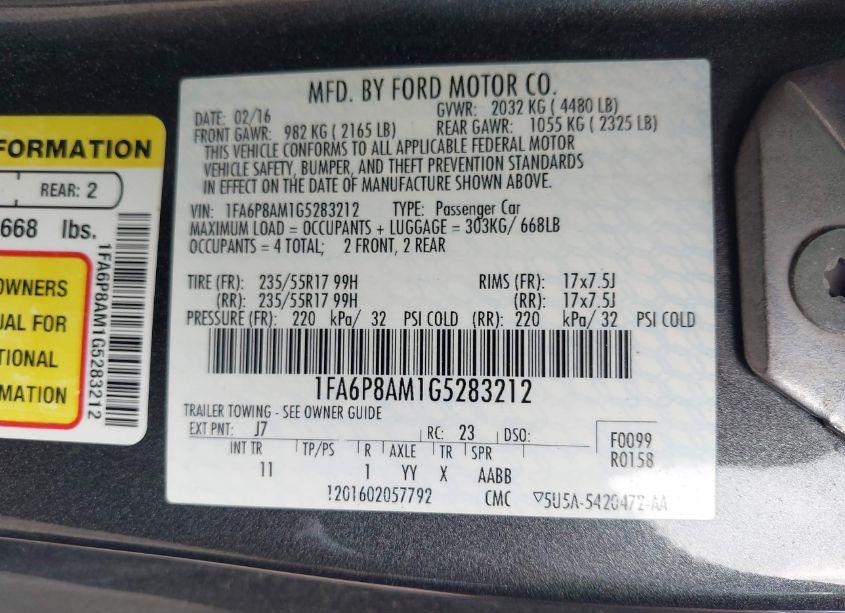 FORMATION
REAR: 2
668 lbs.
OWNERS
UAL FOR
TIONAL
RMATION
1FA6P8AM1G5283212
MFD. BY FORD MOTOR CO.
DATE: 02/16 GVWR: 2032 KG ( 4480 LB)
FRONT GAWR: 982 KG ( 2165 LB) REAR GAWR: 1055 KG ( 2325 LB)
THIS VEHICLE CONFORMS TO ALL APPLICABLE FEDERAL MOTOR
VEHICLE SAFETY, BUMPER, AND THEFT PREVENTION STANDARDS
IN EFFECT ON THE DATE OF MANUFACTURE SHOWN ABOVE.
VIN: 1FA6P8AM1G5283212 TYPE: Passenger Car
MAXIMUM LOAD = OCCUPANTS + LUGGAGE = 303KG/ 668LB
OCCUPANTS = 4 TOTAL; 2 FRONT, 2 REAR
TIRE (FR): 235/55R17 99H RIMS (FR): 17x7.5J
(RR): 235/55R17 99H (RR): 17x7.5J
PRESSURE (FR): 220 kPa/ 32 PSI COLD (RR): 220 kPa/ 32 PSI COLD
1FA6P8AM1G5283212
TRAILER TOWING - SEE OWNER GUIDE
EXT PNT: J7 RC: 23 DSO: F0099
INT TR TP/PS R AXLE TR SPR R0158
11 1 YY X AABB
1201602057792 CMC ▽5U5A-5420472-AA